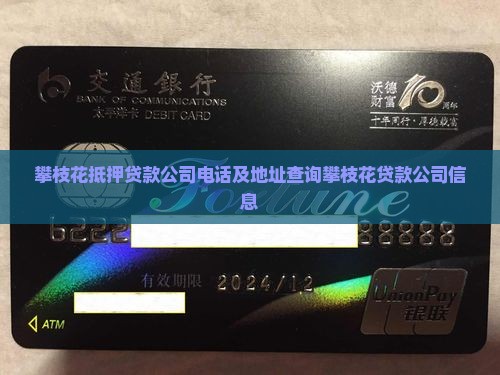 交通銀行
BANK OF COMMUNICATIONS
太平洋卡 DEBIT CARD
沃德
财富 10 周年
十年同行·厚德载富
攀枝花抵押贷款公司电话及地址查询攀枝花贷款公司信
息
Fortune
6222 88888
有效期限 2024/12
ATM
UnionPay
银联